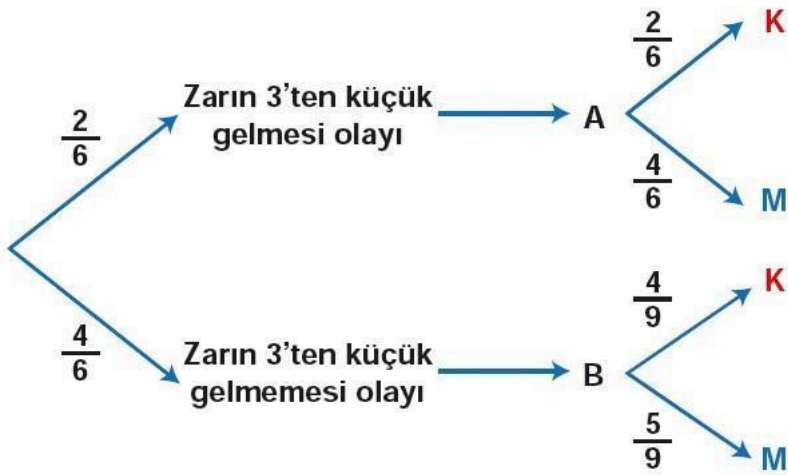 2/6
Zarın 3’ten küçük
gelmesi olayı
A
2/6
K
4/6
M
4/6
Zarın 3’ten küçük
gelmemesi olayı
B
4/9
K
5/9
M